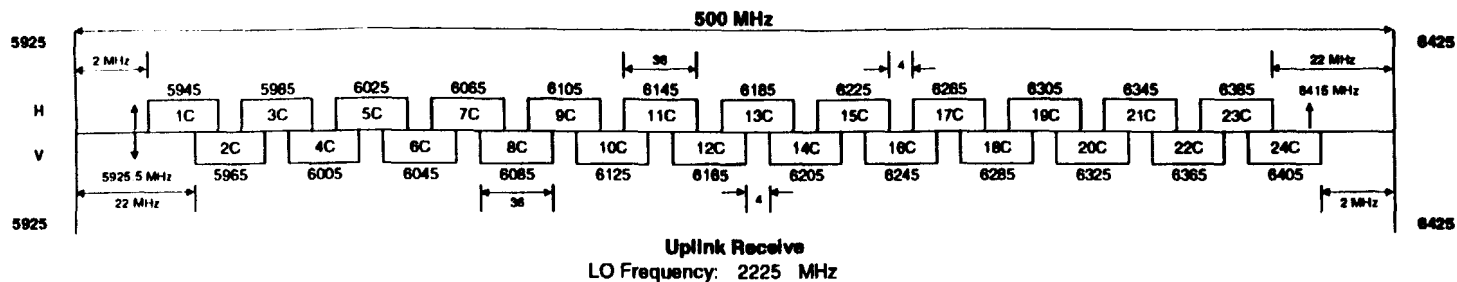 500 MHz
5925 6425
2 MHz 36 4 22 MHz
5945 5985 6025 6065 6105 6145 6185 6225 6265 6305 6345 6385 6415 MHz
H 1C 3C 5C 7C 9C 11C 13C 15C 17C 19C 21C 23C
V 2C 4C 6C 8C 10C 12C 14C 16C 18C 20C 22C 24C
5925.5 MHz 5965 6005 6045 6085 6125 6165 6205 6245 6285 6325 6365 6405
22 MHz 36 4 2 MHz
5925 6425
Uplink Receive
LO Frequency: 2225 MHz